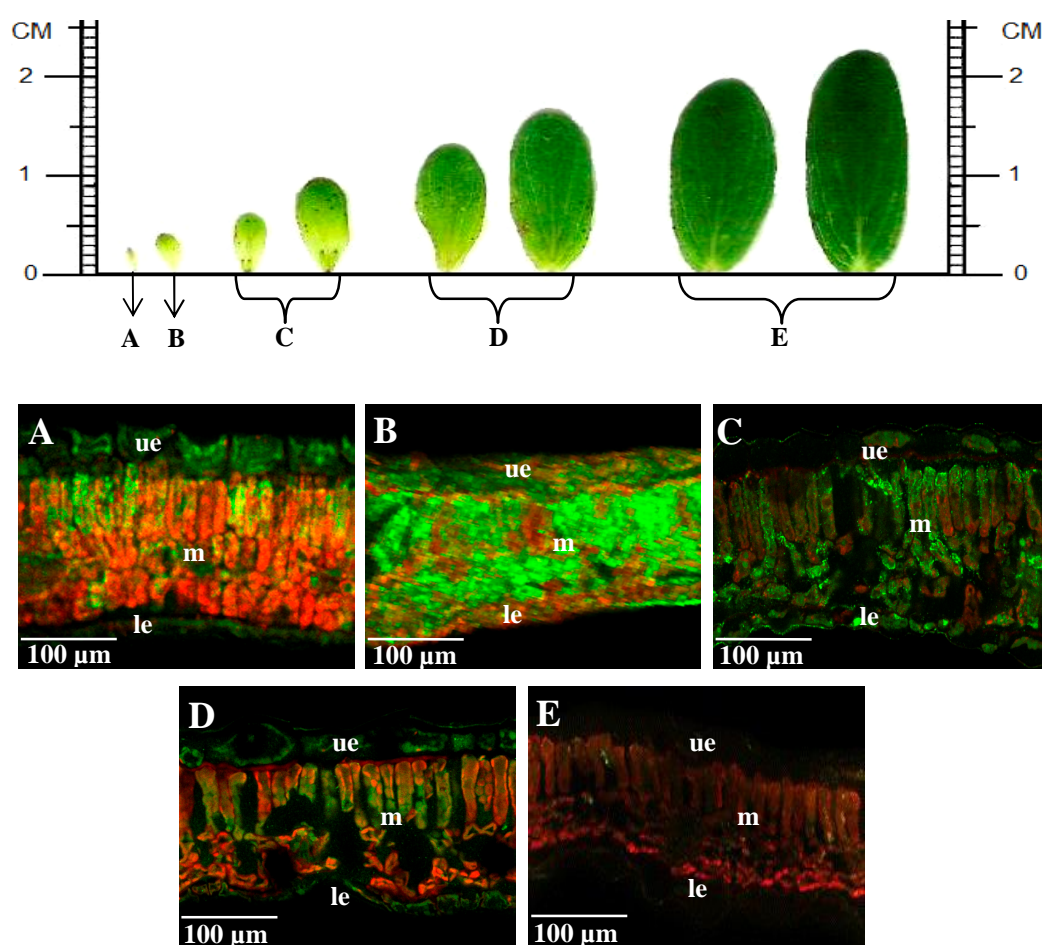 CM CM
2 2
1 1
0 0
A B C D E
A ue m le 100 µm
B ue m le 100 µm
C ue m le 100 µm
D ue m le 100 µm
E ue m le 100 µm